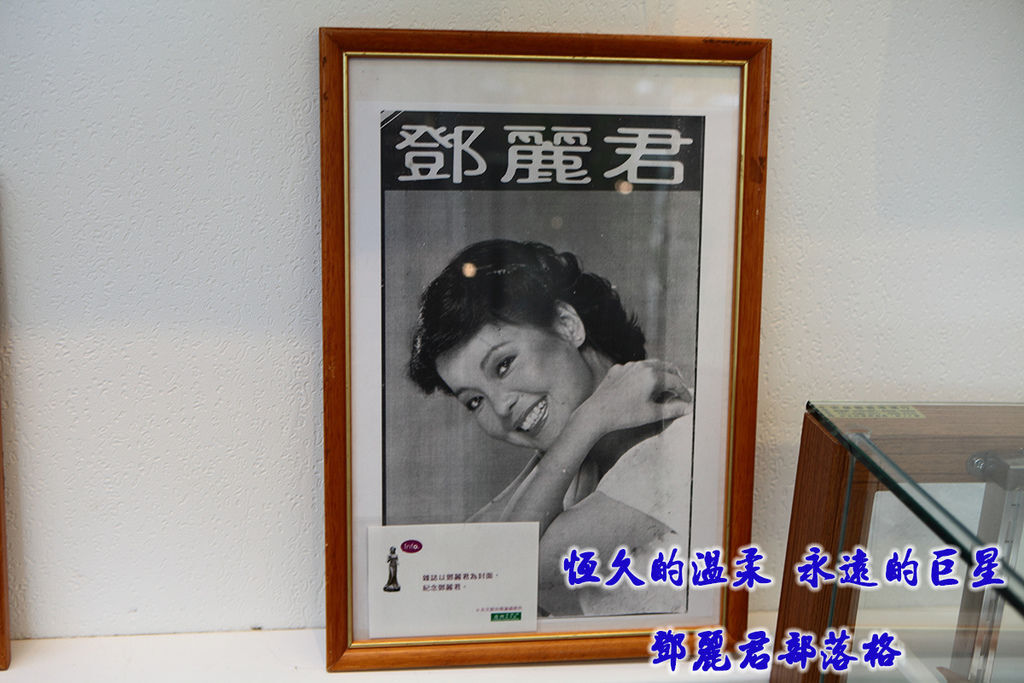 鄧麗君
Info.
雜誌以鄧麗君為封面，
紀念鄧麗君。
恆久的溫柔 永遠的巨星
鄧麗君部落格